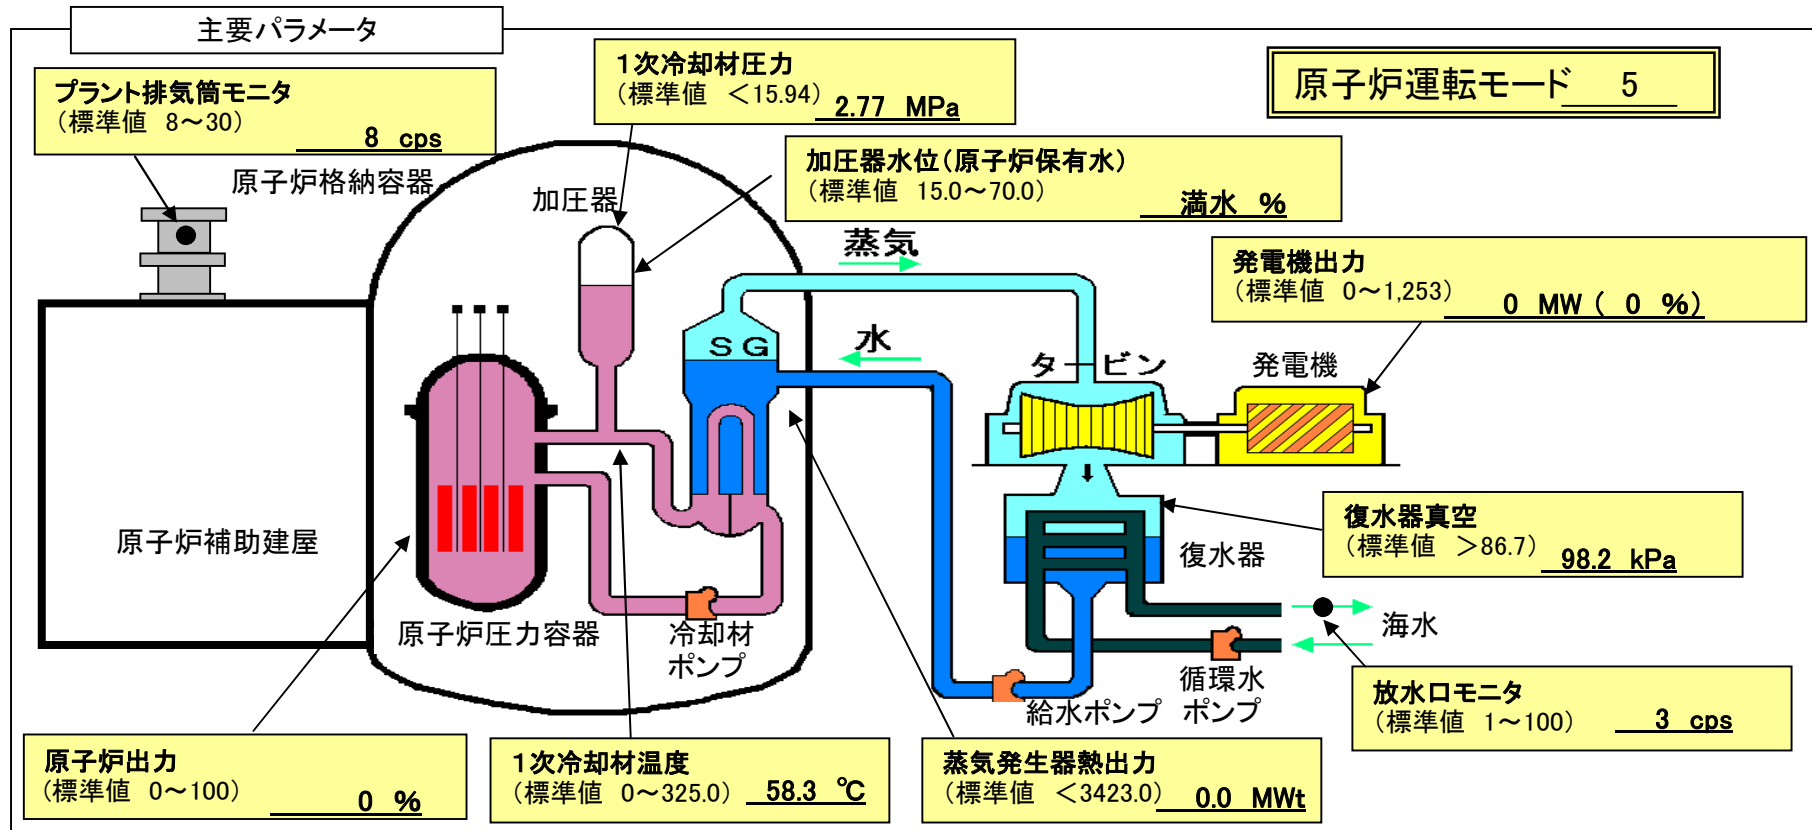 主要パラメータ
プラント排気筒モニタ
(標準値 8～30)
8 cps
1次冷却材圧力
(標準値 ＜15.94)
2.77 MPa
原子炉運転モード 5
加圧器水位(原子炉保有水)
(標準値 15.0～70.0)
満水 %
原子炉格納容器
加圧器
蒸気
発電機出力
(標準値 0～1,253)
0 MW ( 0 %)
SG
水
タービン
発電機
原子炉補助建屋
復水器真空
(標準値 ＞86.7)
98.2 kPa
復水器
海水
原子炉圧力容器
冷却材
ポンプ
給水ポンプ
循環水
ポンプ
放水口モニタ
(標準値 1～100)
3 cps
原子炉出力
(標準値 0～100)
0 %
1次冷却材温度
(標準値 0～325.0)
58.3 ℃
蒸気発生器熱出力
(標準値 ＜3423.0)
0.0 MWt